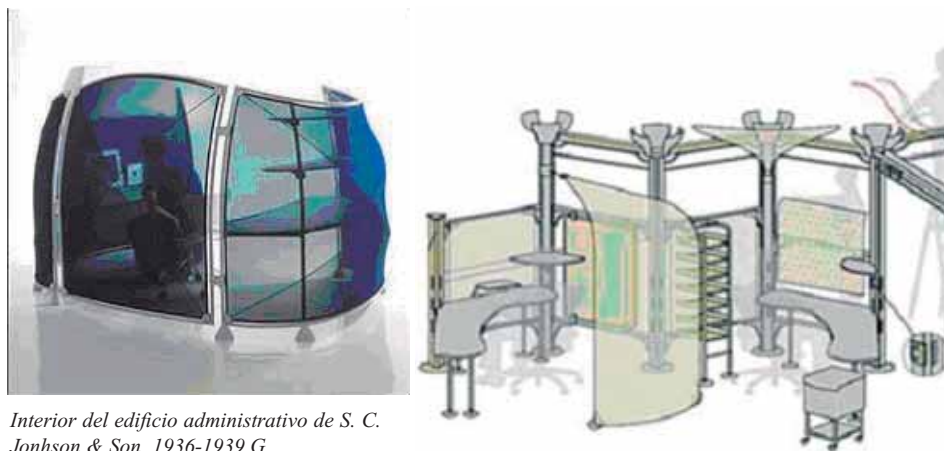 Interior del edificio administrativo de S. C.
Jonhson & Son, 1936-1939 G